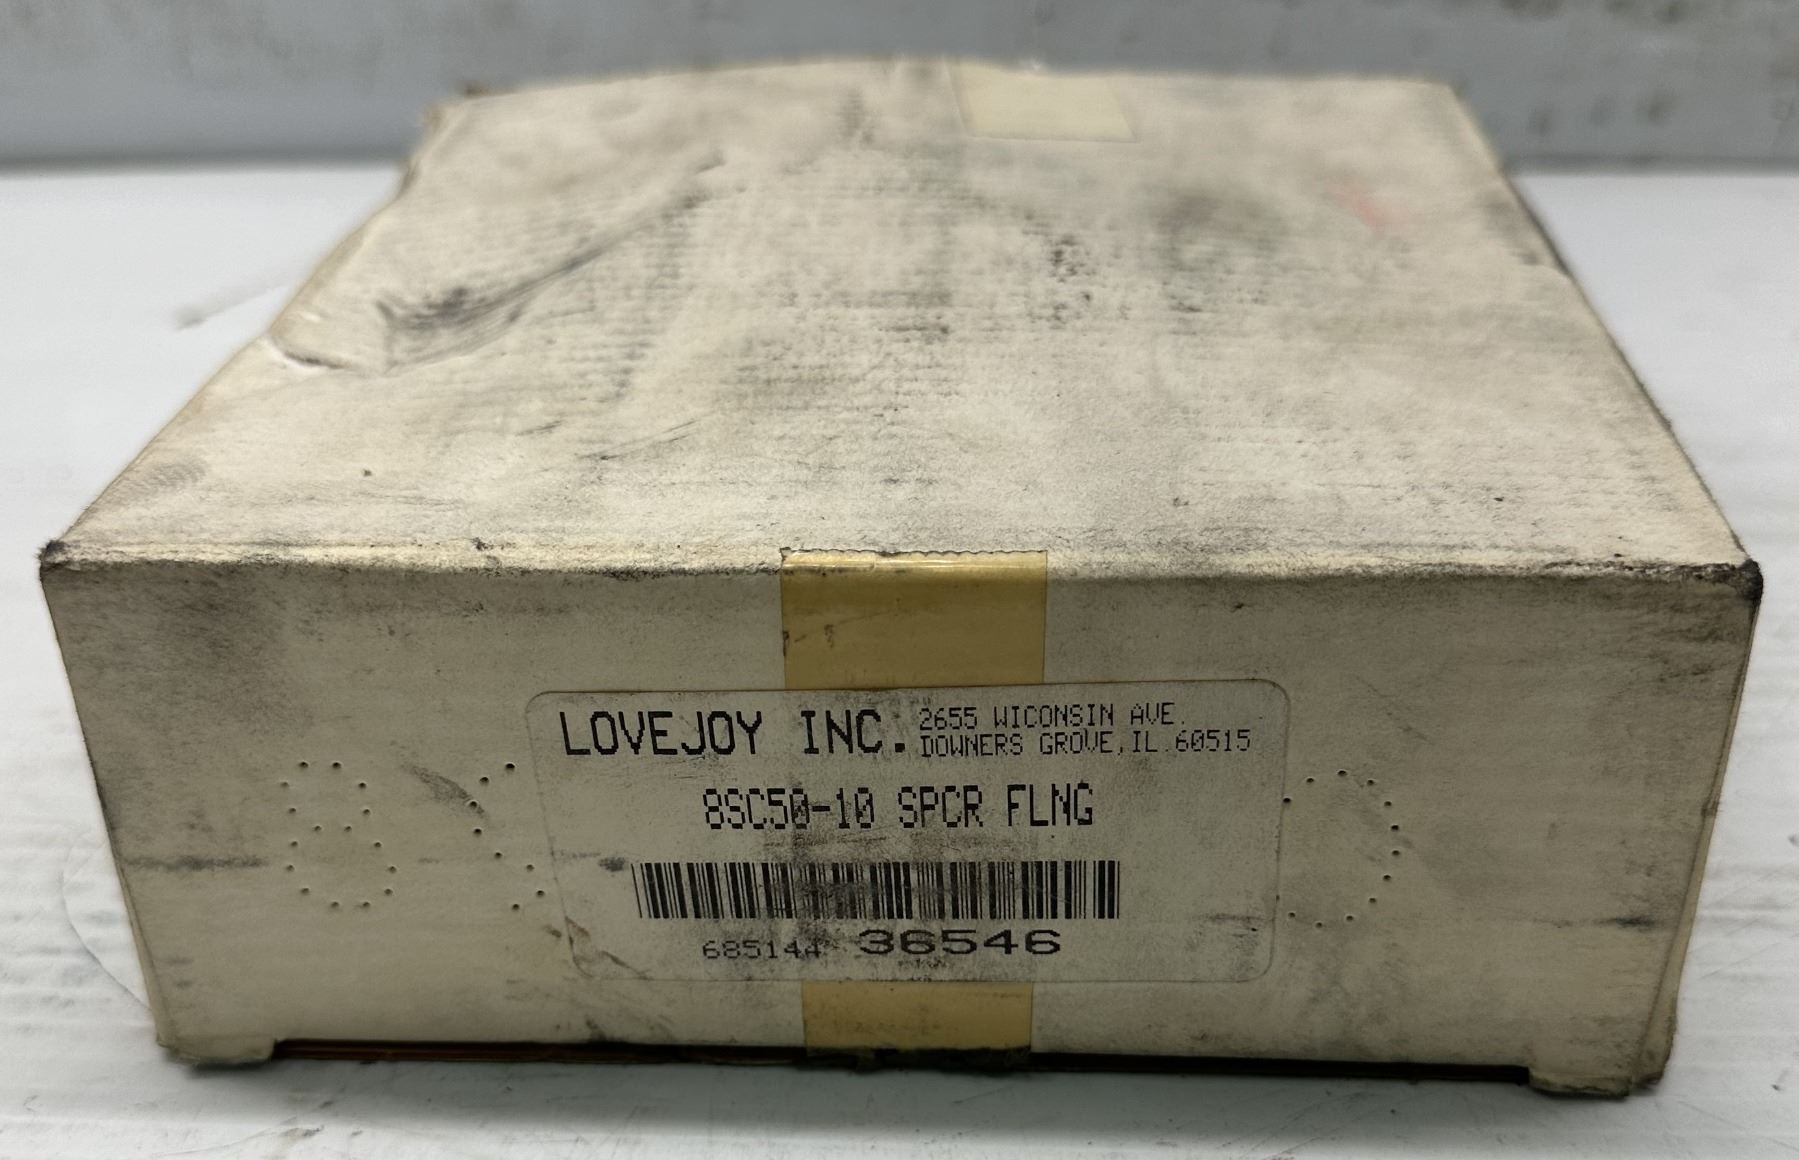 LOVEJOY INC. 2655 WICONSIN AVE.
DOWNERS GROVE, IL. 60515
8SC50-10 SPCR FLNG
685144 36546